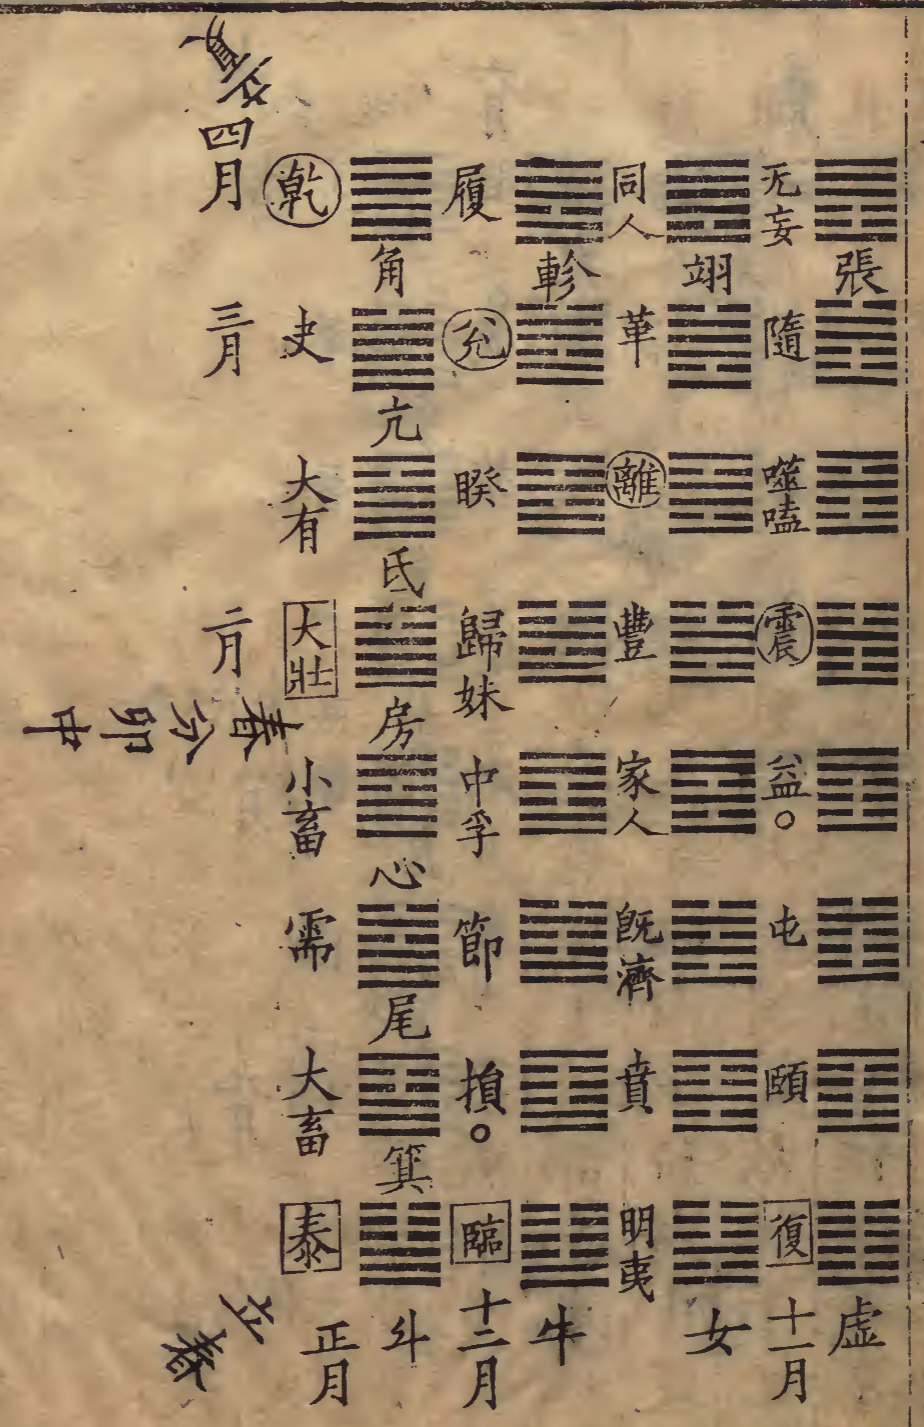 張
虛
无妄
隨
噬嗑
震
益。
屯
頤
復
十一月
翊
女
同人
革
離
豐
家人
既濟
賁
明夷
軫
牛
履
兌
睽
歸妹
中孚
節
損。
臨
十二月
角
亢
氐
房
心
尾
箕
斗
乾
夬
大有
大壯
小畜
需
大畜
泰
正月
立夏
四月
三月
二月
春分卯中
立春